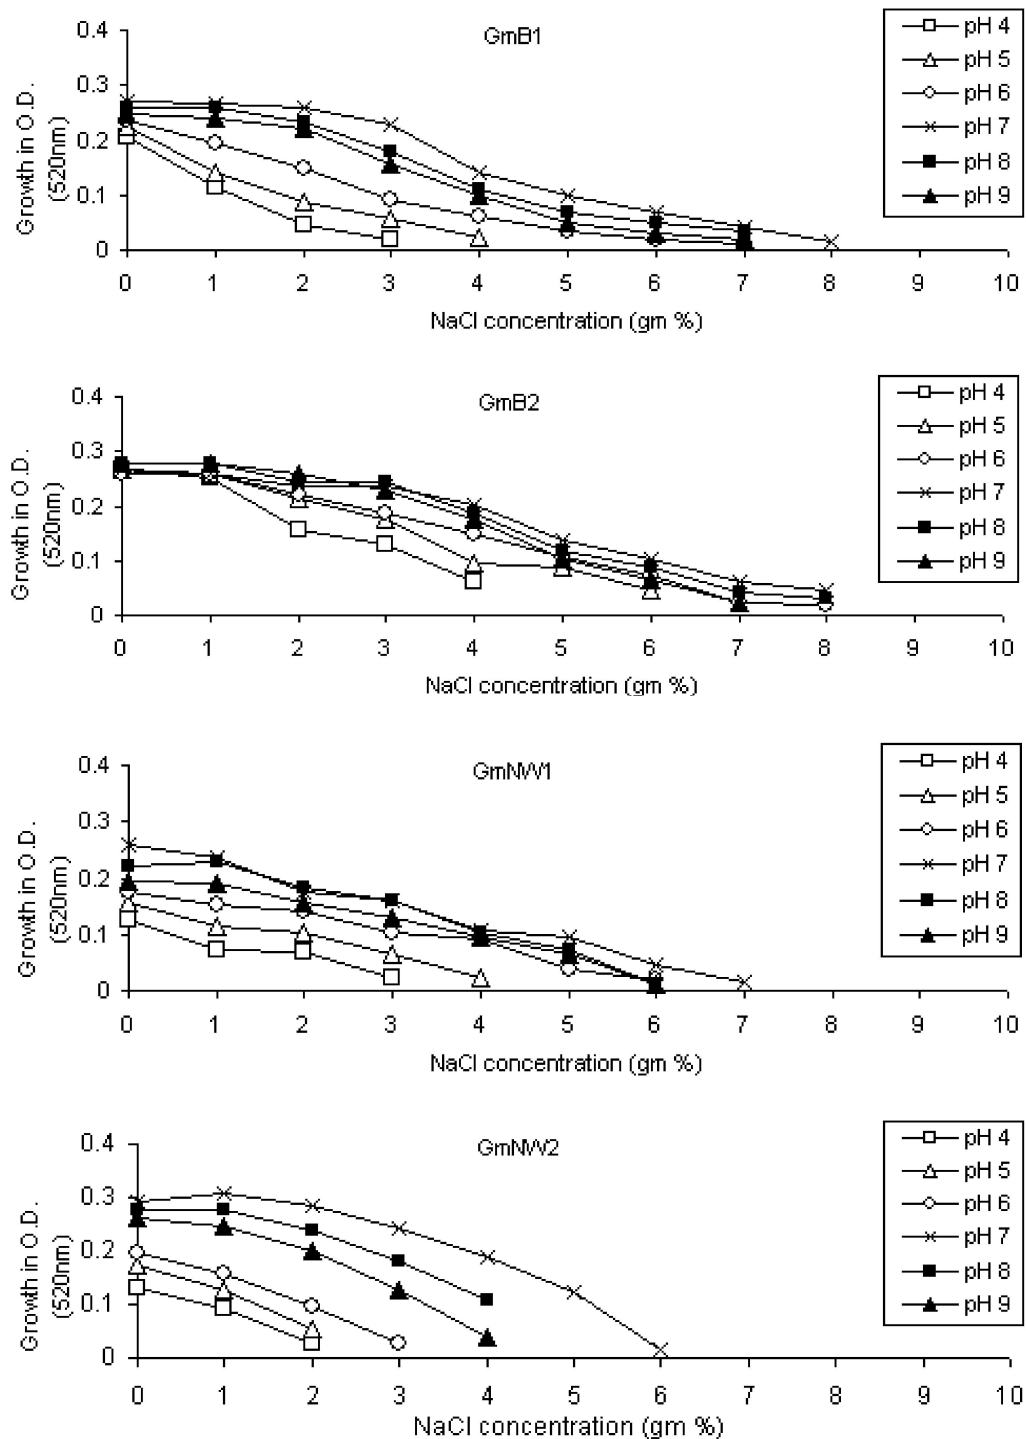 GmB1
0.4
0.3
0.2
0.1
0
Growth in O.D.
(520nm)
0 1 2 3 4 5 6 7 8 9 10
NaCl concentration (gm %)
pH 4
pH 5
pH 6
pH 7
pH 8
pH 9
GmB2
0.4
0.3
0.2
0.1
0
Growth in O.D.
(520nm)
0 1 2 3 4 5 6 7 8 9 10
NaCl concentration (gm %)
pH 4
pH 5
pH 6
pH 7
pH 8
pH 9
GmNW1
0.4
0.3
0.2
0.1
0
Growth in O.D.
(520nm)
0 1 2 3 4 5 6 7 8 9 10
NaCl concentration (gm %)
pH 4
pH 5
pH 6
pH 7
pH 8
pH 9
GmNW2
0.4
0.3
0.2
0.1
0
Growth in O.D.
(520nm)
0 1 2 3 4 5 6 7 8 9 10
NaCl concentration (gm %)
pH 4
pH 5
pH 6
pH 7
pH 8
pH 9